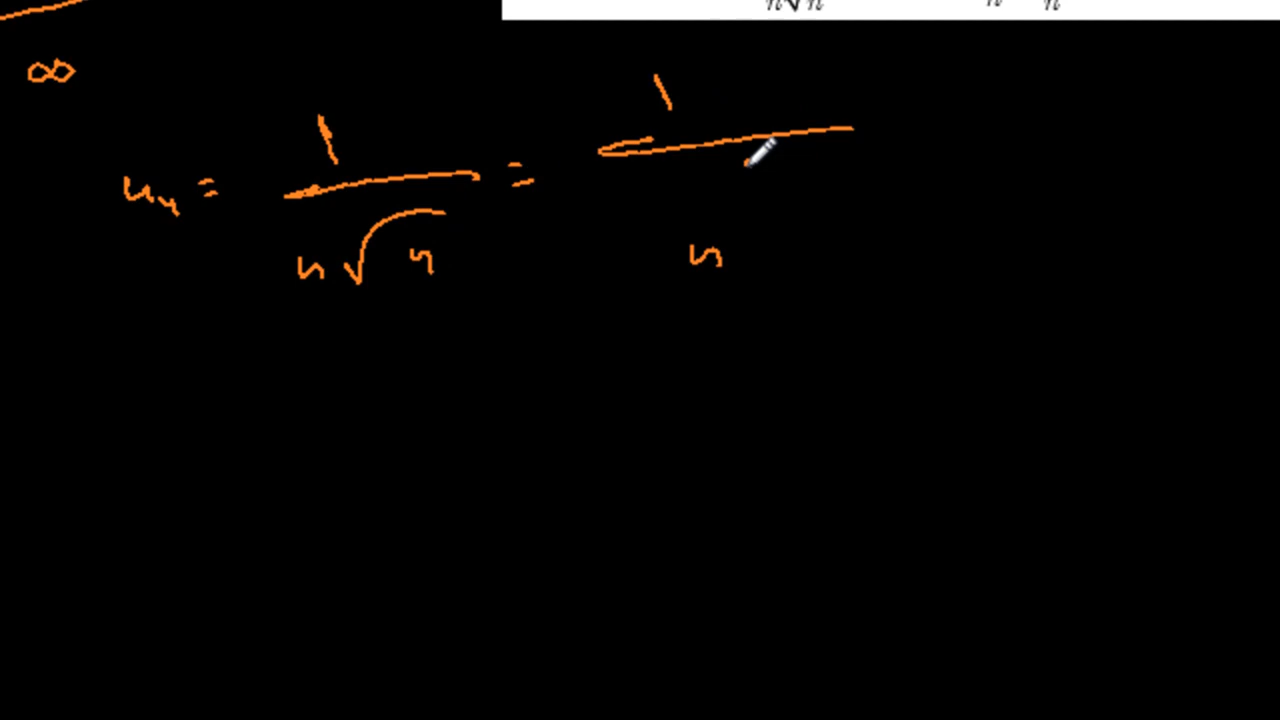 n√n n n
∞
uₙ = 1 / n√n = 1 / n